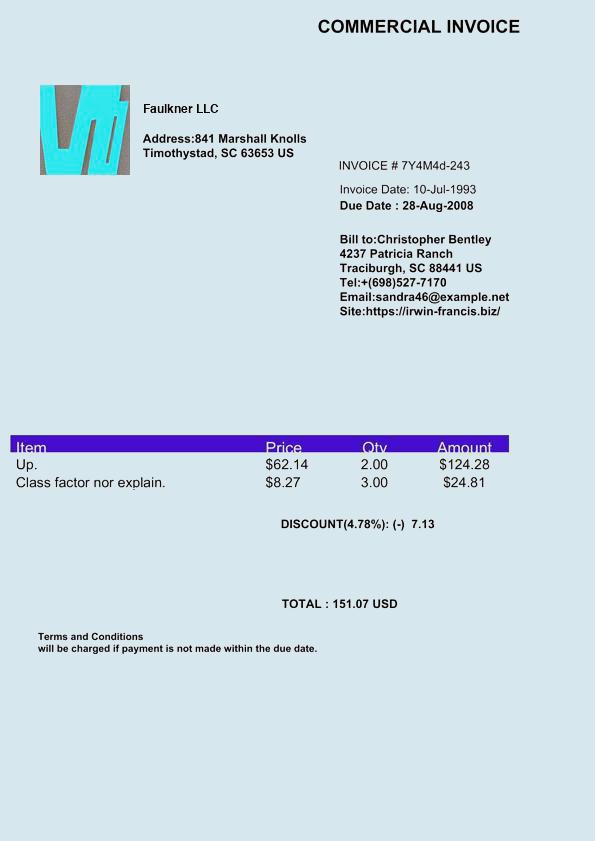 COMMERCIAL INVOICE
Faulkner LLC
Address:841 Marshall Knolls
Timothystad, SC 63653 US
INVOICE # 7Y4M4d-243
Invoice Date: 10-Jul-1993
Due Date : 28-Aug-2008
Bill to:Christopher Bentley
4237 Patricia Ranch
Traciburgh, SC 88441 US
Tel:+(698)527-7170
Email:sandra46@example.net
Site:https://irwin-francis.biz/
Item Price Qty Amount
Up. $62.14 2.00 $124.28
Class factor nor explain. $8.27 3.00 $24.81
DISCOUNT(4.78%): (-) 7.13
TOTAL : 151.07 USD
Terms and Conditions
will be charged if payment is not made within the due date.